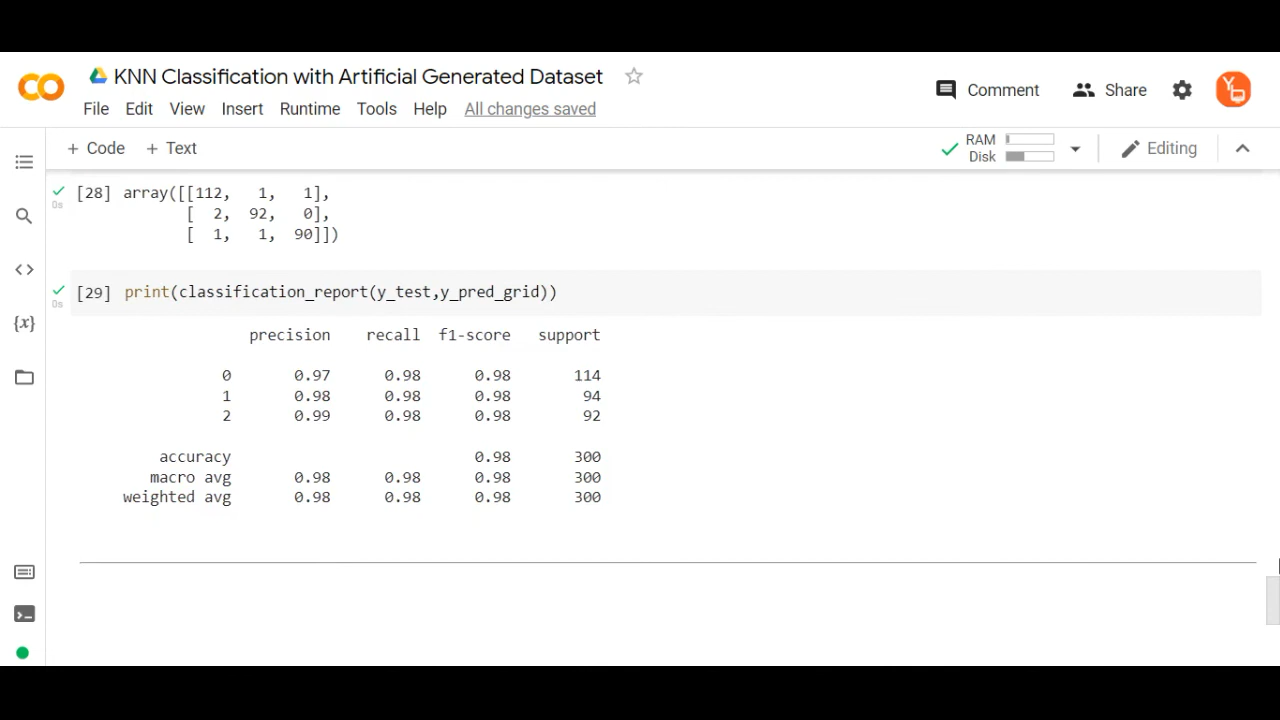 KNN Classification with Artificial Generated Dataset
File Edit View Insert Runtime Tools Help All changes saved
Comment Share
+ Code + Text
RAM
Disk
Editing
[28] array([[112, 1, 1],
[ 2, 92, 0],
[ 1, 1, 90]])
0s
[29] print(classification_report(y_test,y_pred_grid))
0s
precision recall f1-score support
0 0.97 0.98 0.98 114
1 0.98 0.98 0.98 94
2 0.99 0.98 0.98 92
accuracy 0.98 300
macro avg 0.98 0.98 0.98 300
weighted avg 0.98 0.98 0.98 300